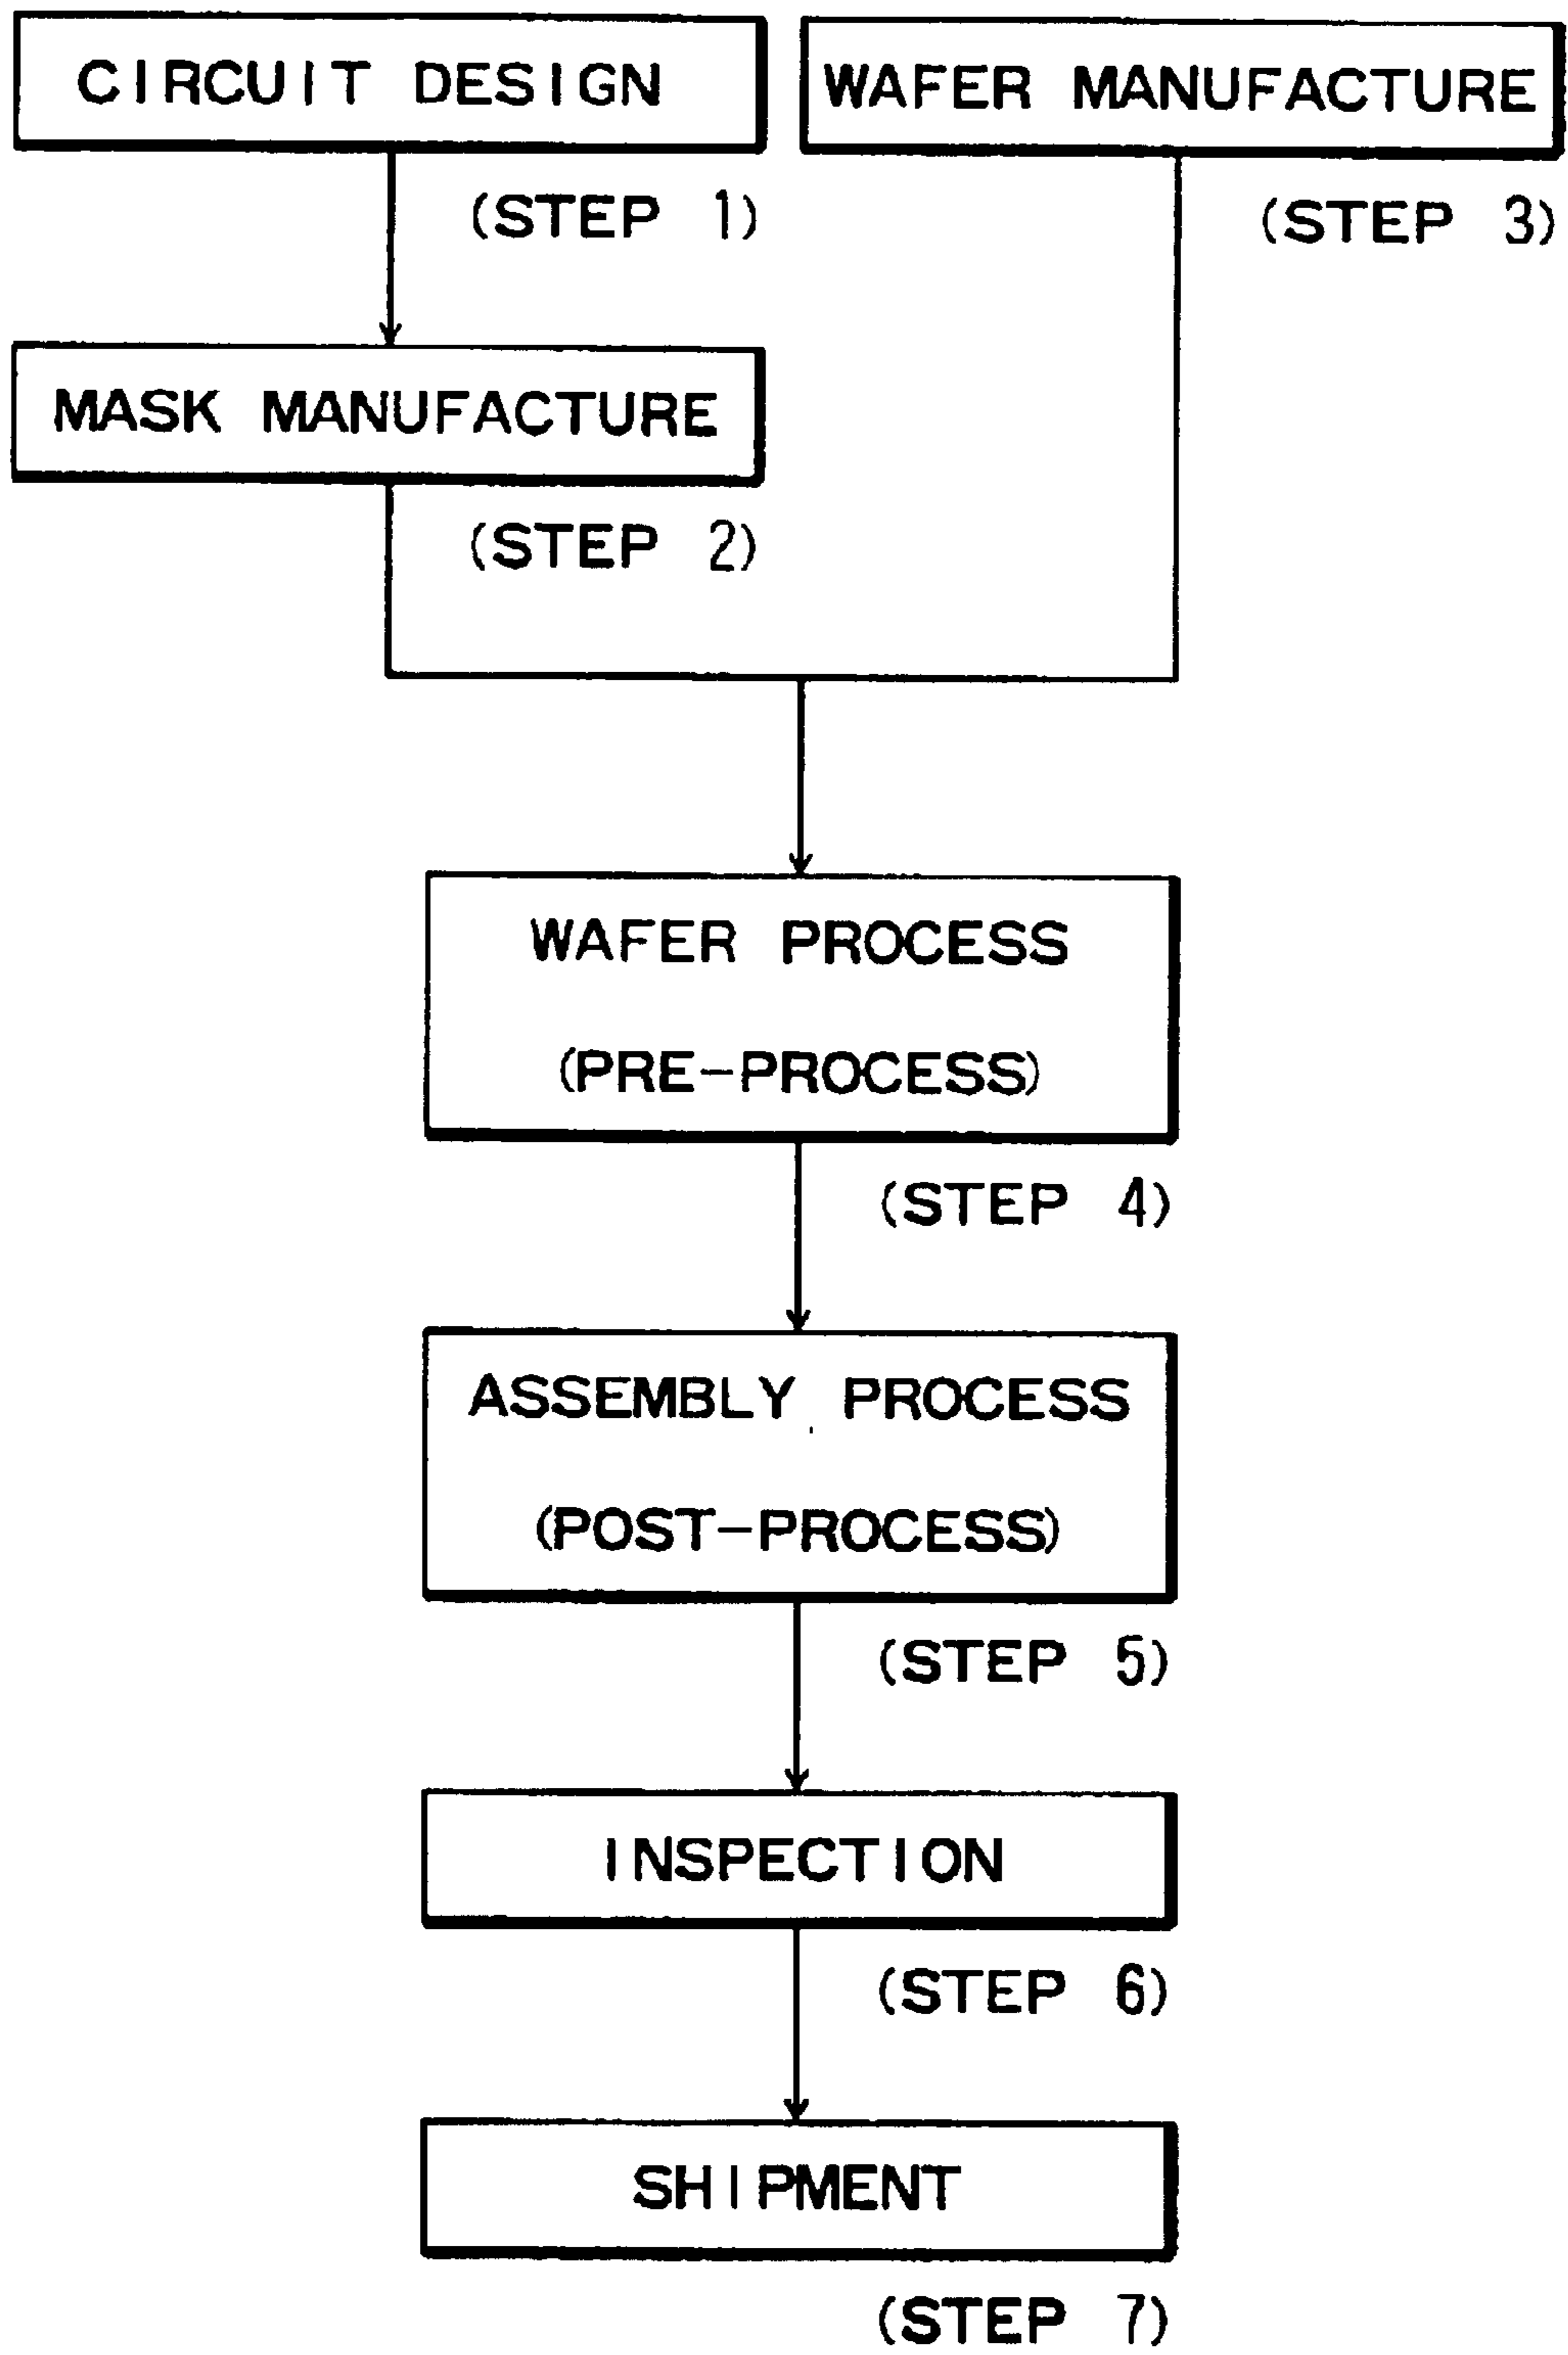 CIRCUIT DESIGN
(STEP 1)
WAFER MANUFACTURE
(STEP 3)
MASK MANUFACTURE
(STEP 2)
WAFER PROCESS
(PRE-PROCESS)
(STEP 4)
ASSEMBLY PROCESS
(POST-PROCESS)
(STEP 5)
INSPECTION
(STEP 6)
SHIPMENT
(STEP 7)